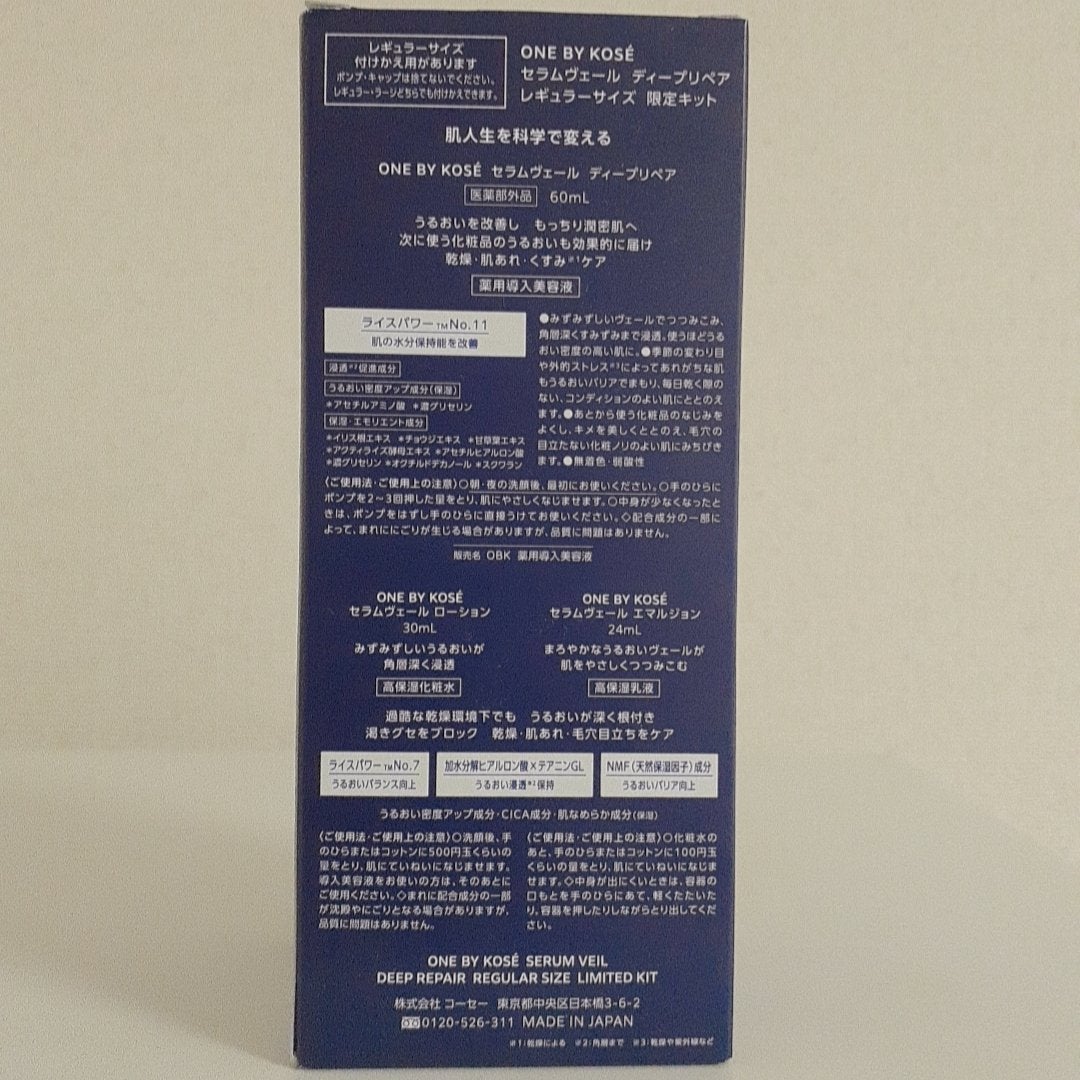 レギュラーサイズ
付けかえ用があります
ポンプ・キャップは捨てないでください。
レギュラー・ラージどちらでも付けかえできます。
ONE BY KOSÉ
セラムヴェール ディープリペア
レギュラーサイズ 限定キット
肌人生を科学で変える
ONE BY KOSÉ セラムヴェール ディープリペア
医薬部外品 60mL
うるおいを改善し もっちり潤密肌へ
次に使う化粧品のうるおいも効果的に届け
乾燥・肌あれ・くすみ※1ケア
薬用導入美容液
ライスパワー™No.11
肌の水分保持能を改善
浸透※2促進成分
うるおい密度アップ成分(保湿)
*アセチルアミノ酸 *濃グリセリン
保湿・エモリエント成分
*イリス根エキス *チョウジエキス *甘草葉エキス
*アクティライズ酵母エキス *アセチルヒアルロン酸
*濃グリセリン *オクチルドデカノール *スクワラン
●みずみずしいヴェールでつつみこみ、
角層深くすみずみまで浸透。使うほどうる
おい密度の高い肌に。●季節の変わり目
や外的ストレス※3によってあれがちな肌
もうるおいバリアでまもり、毎日乾く隙の
ない、コンディションのよい肌にととのえ
ます。●あとから使う化粧品のなじみを
よくし、キメを美しくととのえ、毛穴の
目立たない化粧ノリのよい肌にみちびき
ます。●無着色・弱酸性
〈ご使用法・ご使用上の注意〉○朝・夜の洗顔後、最初にお使いください。○手のひらに
ポンプを2〜3回押した量をとり、肌にやさしくなじませます。○中身が少なくなったと
きは、ポンプをはずし手のひらに直接うけてお使いください。◇配合成分の一部に
よって、まれににごりが生じる場合がありますが、品質に問題はありません。
販売名 OBK 薬用導入美容液
ONE BY KOSÉ
セラムヴェール ローション
30mL
みずみずしいうるおいが
角層深く浸透
高保湿化粧水
ONE BY KOSÉ
セラムヴェール エマルジョン
24mL
まろやかなうるおいヴェールが
肌をやさしくつつみこむ
高保湿乳液
過酷な乾燥環境下でも うるおいが深く根付き
渇きグセをブロック 乾燥・肌あれ・毛穴目立ちをケア
ライスパワー™No.7
うるおいバランス向上
加水分解ヒアルロン酸×テアニンGL
うるおい浸透※2保持
NMF(天然保湿因子)成分
うるおいバリア向上
うるおい密度アップ成分・CICA成分・肌なめらか成分(保湿)
〈ご使用法・ご使用上の注意〉○洗顔後、手
のひらまたはコットンに500円玉くらいの
量をとり、肌にていねいになじませます。
導入美容液をお使いの方は、そのあとに
ご使用ください。◇まれに配合成分の一部
が沈殿やにごりとなる場合がありますが、
品質に問題はありません。
〈ご使用法・ご使用上の注意〉○化粧水の
あと、手のひらまたはコットンに100円玉
くらいの量をとり、肌にていねいになじま
せます。◇中身が出にくいときは、容器の
口もとを手のひらにあて、軽くたたいた
り、容器を押したりしながらとり出してくだ
さい。
ONE BY KOSÉ SERUM VEIL
DEEP REPAIR REGULAR SIZE LIMITED KIT
株式会社 コーセー 東京都中央区日本橋3-6-2
0120-526-311 MADE IN JAPAN
※1:乾燥による ※2:角層まで ※3:乾燥や紫外線など